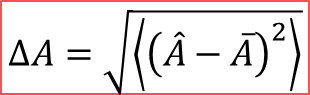 ΔA = √⟨(Â − Ā)²⟩